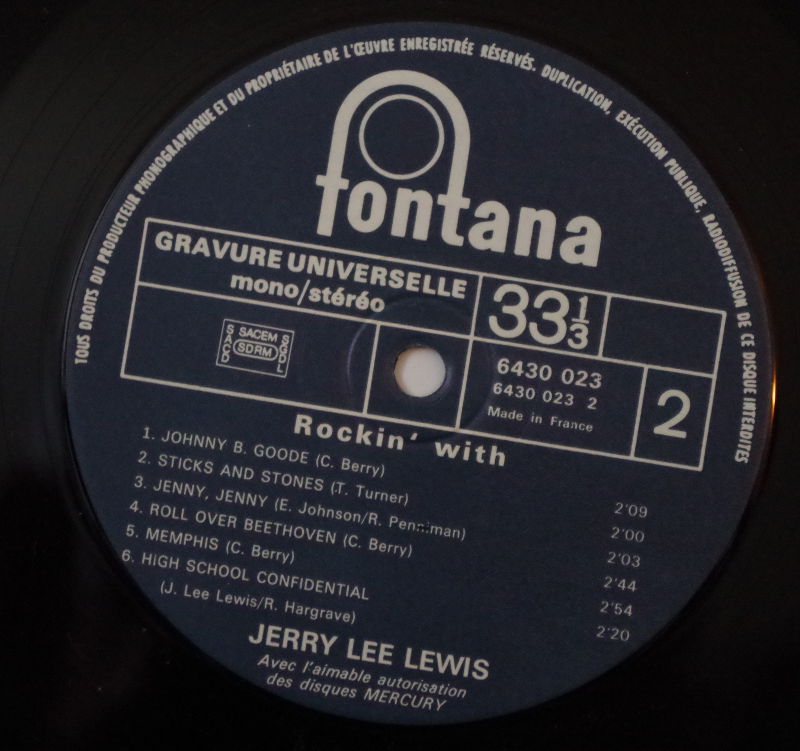 TOUS DROITS DU PRODUCTEUR PHONOGRAPHIQUE ET DU PROPRIÉTAIRE DE L'ŒUVRE ENREGISTRÉE RÉSERVÉS. DUPLICATION, EXÉCUTION PUBLIQUE, RADIODIFFUSION DE CE DISQUE INTERDITES
fontana
GRAVURE UNIVERSELLE
mono/stéréo
33 1/3
SACEM
SACD SDRM SGDL
6430 023
6430 023 2
Made in France
2
Rockin' with
1. JOHNNY B. GOODE (C. Berry) 2'09
2. STICKS AND STONES (T. Turner) 2'00
3. JENNY, JENNY (E. Johnson/R. Penniman) 2'03
4. ROLL OVER BEETHOVEN (C. Berry) 2'44
5. MEMPHIS (C. Berry) 2'54
6. HIGH SCHOOL CONFIDENTIAL 2'20
(J. Lee Lewis/R. Hargrave)
JERRY LEE LEWIS
Avec l'aimable autorisation
des disques MERCURY